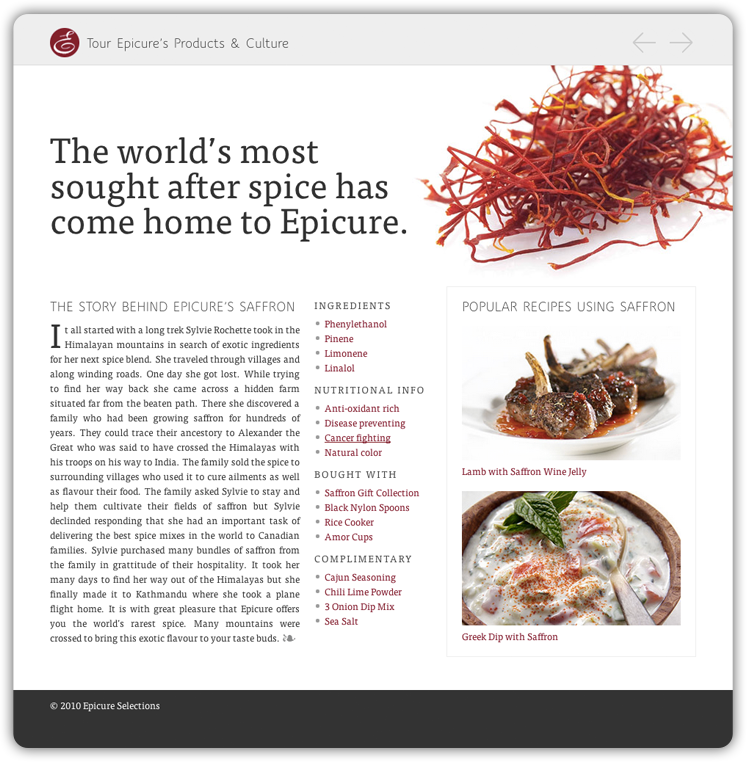 Tour Epicure's Products & Culture
The world's most
sought after spice has
come home to Epicure.
THE STORY BEHIND EPICURE'S SAFFRON
It all started with a long trek Sylvie Rochette took in the
Himalayan mountains in search of exotic ingredients
for her next spice blend. She traveled through villages and
along winding roads. One day she got lost. While trying
to find her way back she came across a hidden farm
situated far from the beaten path. There she discovered a
family who had been growing saffron for hundreds of
years. They could trace their ancestory to Alexander the
Great who was said to have crossed the Himalayas with
his troops on his way to India. The family sold the spice to
surrounding villages who used it to cure ailments as well
as flavour their food. The family asked Sylvie to stay and
help them cultivate their fields of saffron but Sylvie
declinded responding that she had an important task of
delivering the best spice mixes in the world to Canadian
families. Sylvie purchased many bundles of saffron from
the family in grattitude of their hospitality. It took her
many days to find her way out of the Himalayas but she
finally made it to Kathmandu where she took a plane
flight home. It is with great pleasure that Epicure offers
you the world's rarest spice. Many mountains were
crossed to bring this exotic flavour to your taste buds.
INGREDIENTS
Phenylethanol
Pinene
Limonene
Linalol
NUTRITIONAL INFO
Anti-oxidant rich
Disease preventing
Cancer fighting
Natural color
BOUGHT WITH
Saffron Gift Collection
Black Nylon Spoons
Rice Cooker
Amor Cups
COMPLIMENTARY
Cajun Seasoning
Chili Lime Powder
3 Onion Dip Mix
Sea Salt
POPULAR RECIPES USING SAFFRON
Lamb with Saffron Wine Jelly
Greek Dip with Saffron
© 2010 Epicure Selections